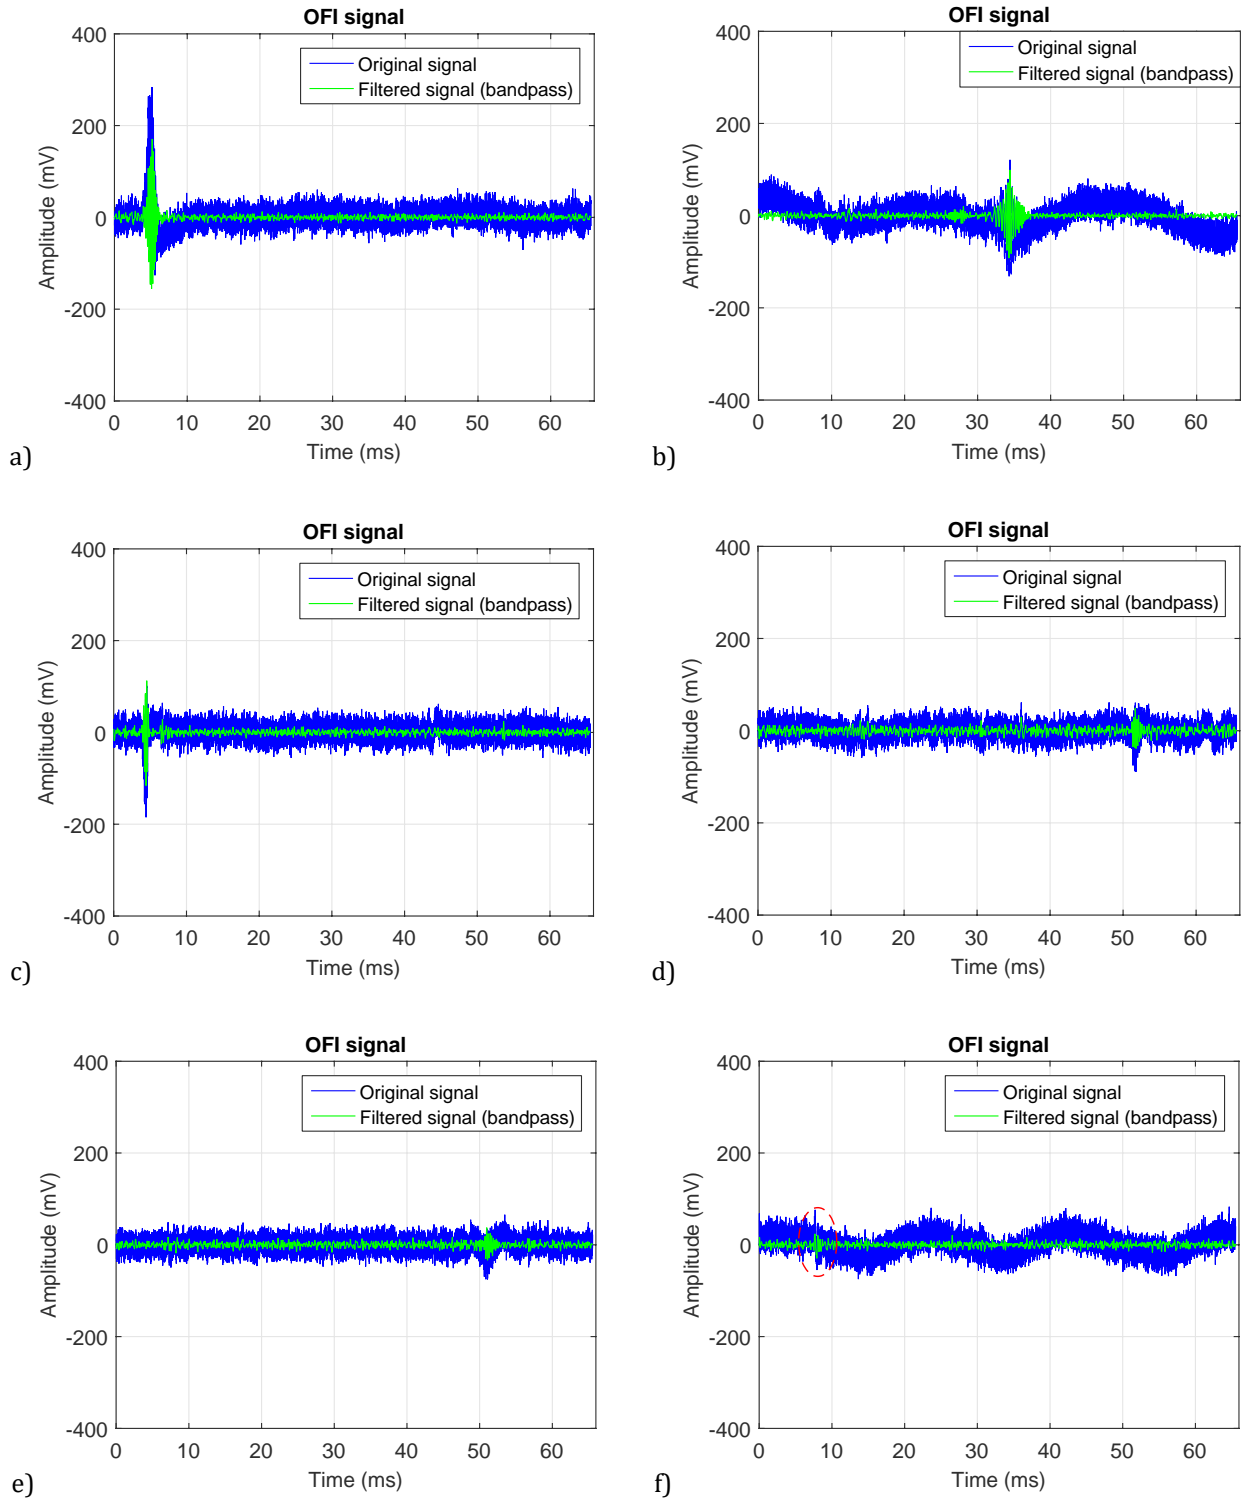 OFI signal
400
200
0
-200
-400
Amplitude (mV)
Original signal
Filtered signal (bandpass)
0 10 20 30 40 50 60
Time (ms)
a)
OFI signal
400
200
0
-200
-400
Amplitude (mV)
Original signal
Filtered signal (bandpass)
0 10 20 30 40 50 60
Time (ms)
b)
OFI signal
400
200
0
-200
-400
Amplitude (mV)
Original signal
Filtered signal (bandpass)
0 10 20 30 40 50 60
Time (ms)
c)
OFI signal
400
200
0
-200
-400
Amplitude (mV)
Original signal
Filtered signal (bandpass)
0 10 20 30 40 50 60
Time (ms)
d)
OFI signal
400
200
0
-200
-400
Amplitude (mV)
Original signal
Filtered signal (bandpass)
0 10 20 30 40 50 60
Time (ms)
e)
OFI signal
400
200
0
-200
-400
Amplitude (mV)
Original signal
Filtered signal (bandpass)
0 10 20 30 40 50 60
Time (ms)
f)